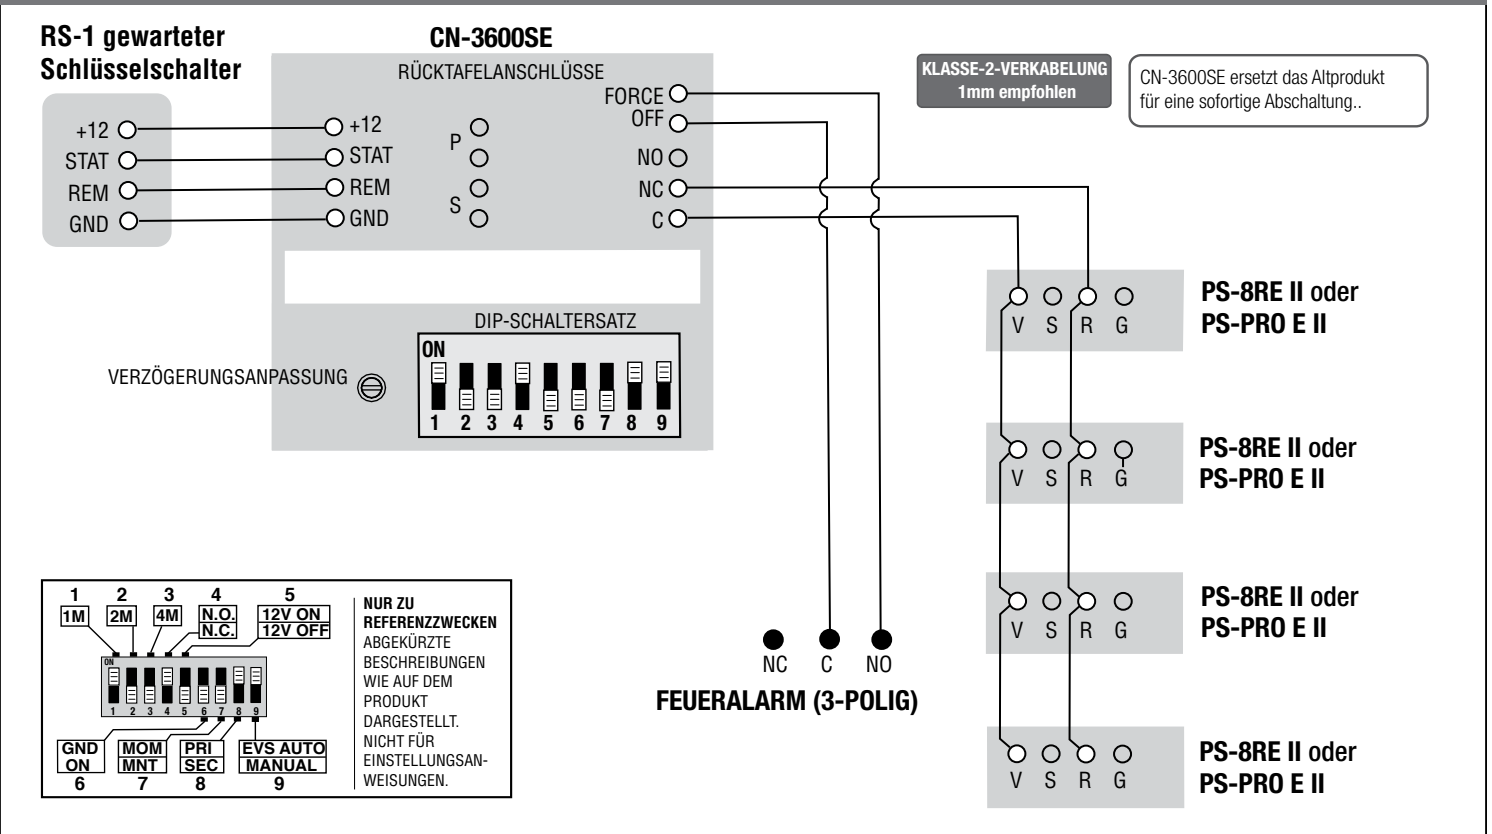 RS-1 gewarteter
Schlüsselschalter
+12
STAT
REM
GND
CN-3600SE
RÜCKTAFELANSCHLÜSSE
+12
STAT
REM
GND
P
S
FORCE
OFF
NO
NC
C
DIP-SCHALTERSATZ
ON
1 2 3 4 5 6 7 8 9
VERZÖGERUNGSANPASSUNG
KLASSE-2-VERKABELUNG
1mm empfohlen
CN-3600SE ersetzt das Altprodukt
für eine sofortige Abschaltung..
V S R G
PS-8RE II oder
PS-PRO E II
V S R G
PS-8RE II oder
PS-PRO E II
V S R G
PS-8RE II oder
PS-PRO E II
V S R G
PS-8RE II oder
PS-PRO E II
NC C NO
FEUERALARM (3-POLIG)
1 2 3 4 5
1M 2M 4M N.O. 12V ON
N.C. 12V OFF
ON
1 2 3 4 5 6 7 8 9
GND MOM PRI EVS AUTO
ON MNT SEC MANUAL
6 7 8 9
NUR ZU
REFERENZZWECKEN
ABGEKÜRZTE
BESCHREIBUNGEN
WIE AUF DEM
PRODUKT
DARGESTELLT.
NICHT FÜR
EINSTELLUNGSAN-
WEISUNGEN.